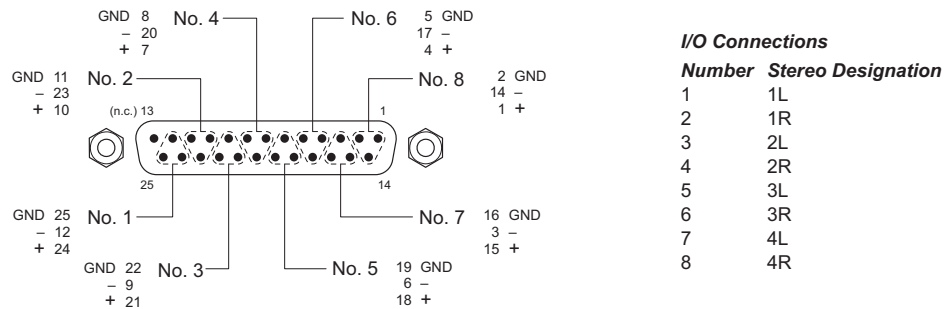 GND 8
– 20
+ 7
No. 4
No. 6
5 GND
17 –
4 +
GND 11
– 23
+ 10
No. 2
No. 8
2 GND
14 –
1 +
(n.c.) 13
1
25
14
GND 25
– 12
+ 24
No. 1
No. 7
16 GND
3 –
15 +
GND 22
– 9
+ 21
No. 3
No. 5
19 GND
6 –
18 +
I/O Connections
Number Stereo Designation
1 1L
2 1R
3 2L
4 2R
5 3L
6 3R
7 4L
8 4R